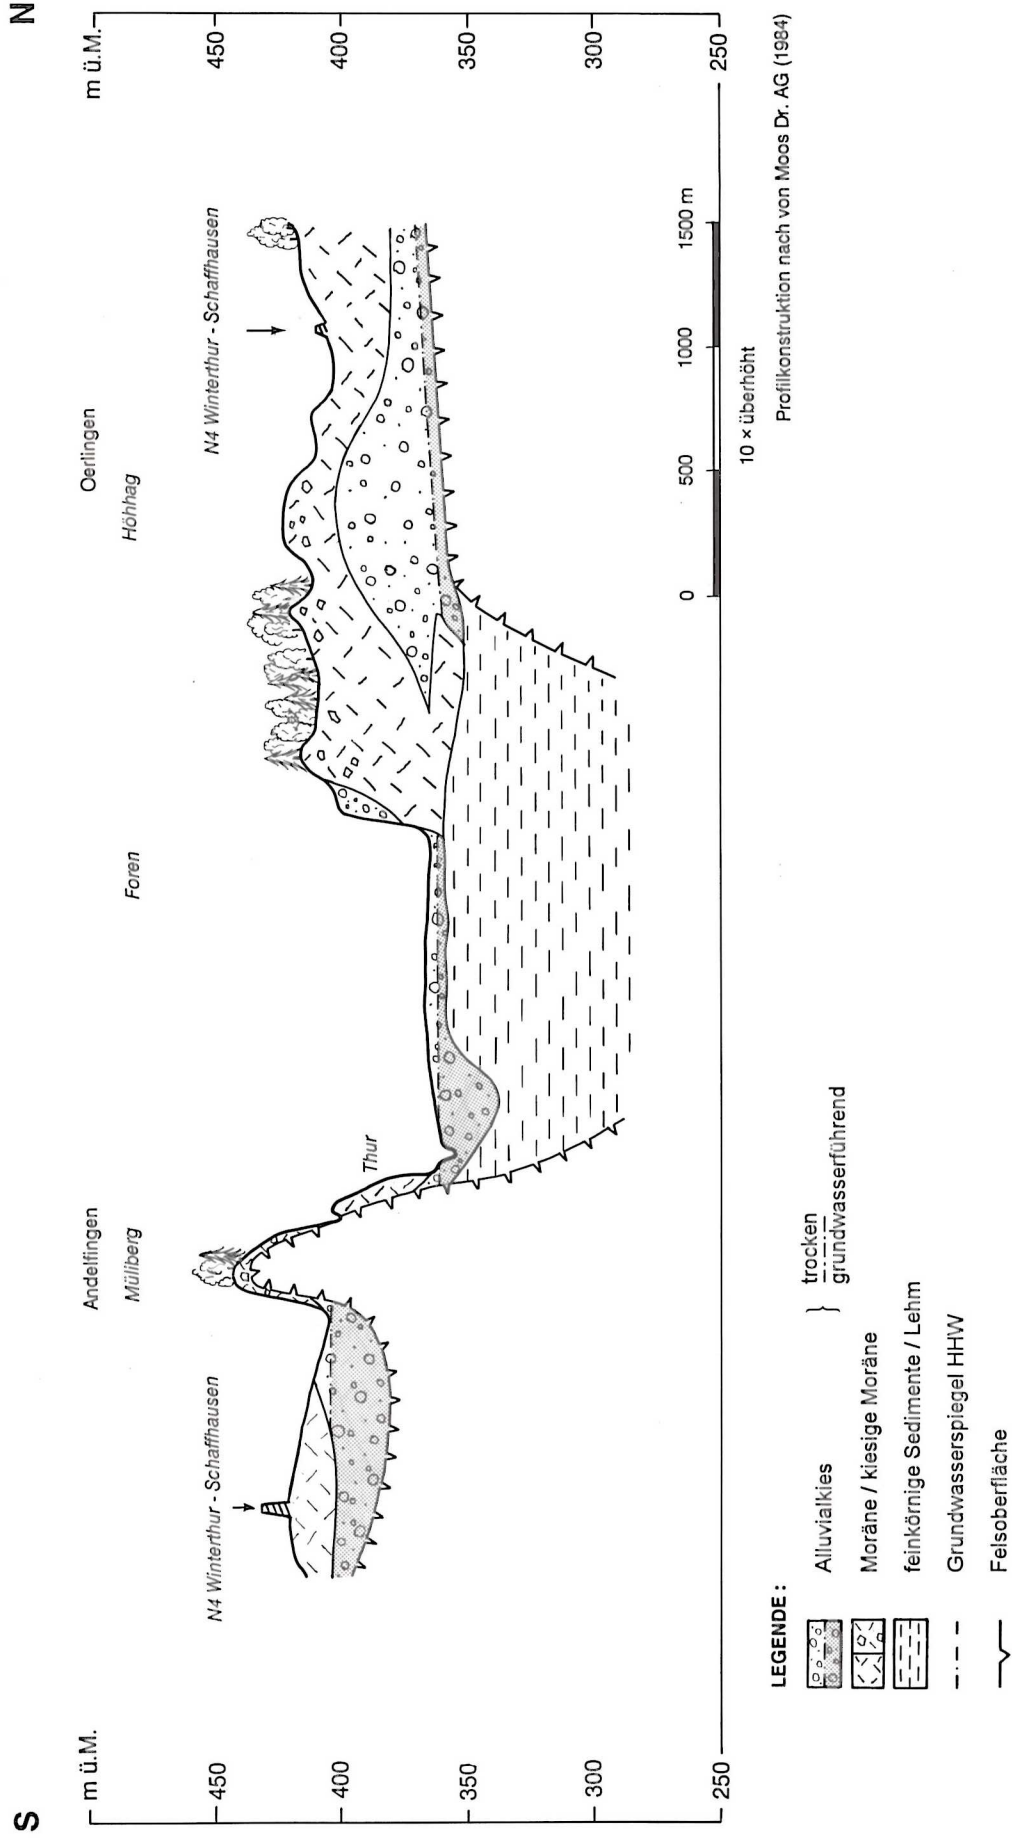 S
N
m ü.M.
450
400
350
300
250
m ü.M.
450
400
350
300
250
Andelfingen
Müliberg
Foren
Oerlingen
Höhhag
N4 Winterthur - Schaffhausen
Thur
N4 Winterthur - Schaffhausen
0
500
1000
1500 m
10 × überhöht
Profilkonstruktion nach von Moos Dr. AG (1984)
LEGENDE :
Alluvialkies
} trocken
grundwasserführend
Moräne / kiesige Moräne
feinkörnige Sedimente / Lehm
Grundwasserspiegel HHW
Felsoberfläche